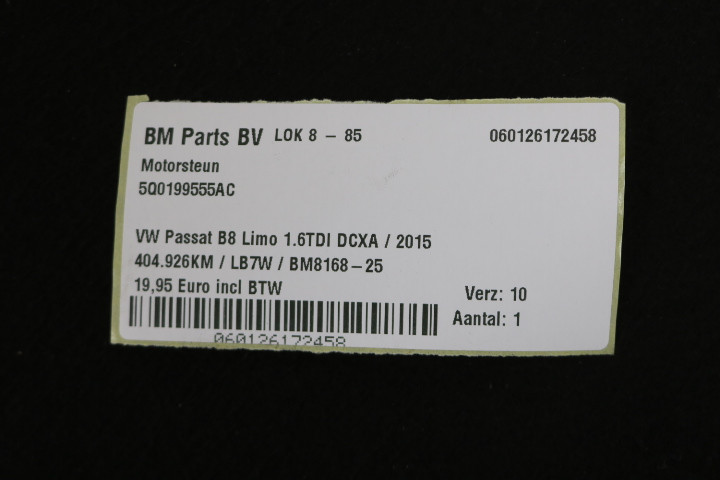 BM Parts BV LOK 8 - 85 060126172458
Motorsteun
5Q0199555AC
VW Passat B8 Limo 1.6TDI DCXA / 2015
404.926KM / LB7W / BM8168-25
19,95 Euro incl BTW
Verz: 10
Aantal: 1
060126172458